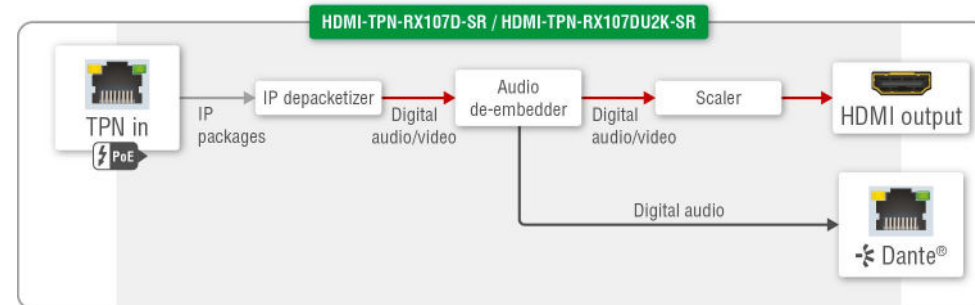 HDMI-TPN-RX107D-SR / HDMI-TPN-RX107DU2K-SR
TPN in
PoE
IP
packages
IP depacketizer
Digital
audio/video
Audio
de-embedder
Digital
audio/video
Scaler
HDMI output
Digital audio
Dante®